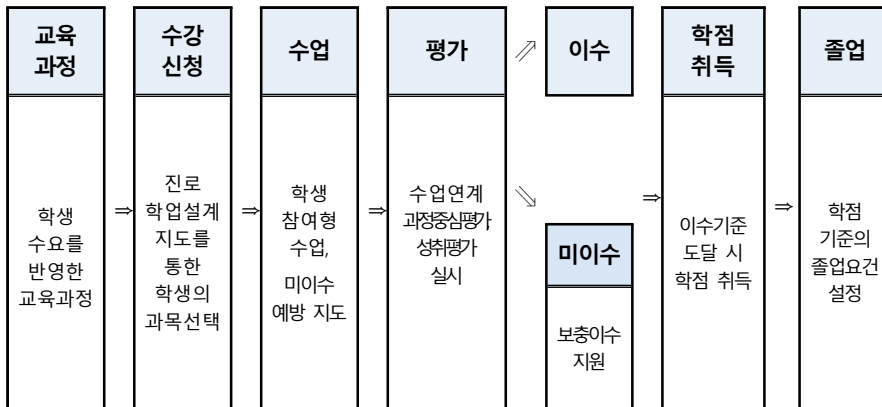 교육
과정
학생
수요를
반영한
교육과정
⇒
수강
신청
진로
학업설계
지도를
통한
학생의
과목선택
⇒
수업
학생
참여형
수업,
미이수
예방 지도
⇒
평가
수업연계
과정중심평가,
성취평가
실시
⇗
이수
⇘
미이수
보충이수
지원
⇒
학점
취득
이수기준
도달 시
학점 취득
⇒
졸업
학점
기준의
졸업요건
설정